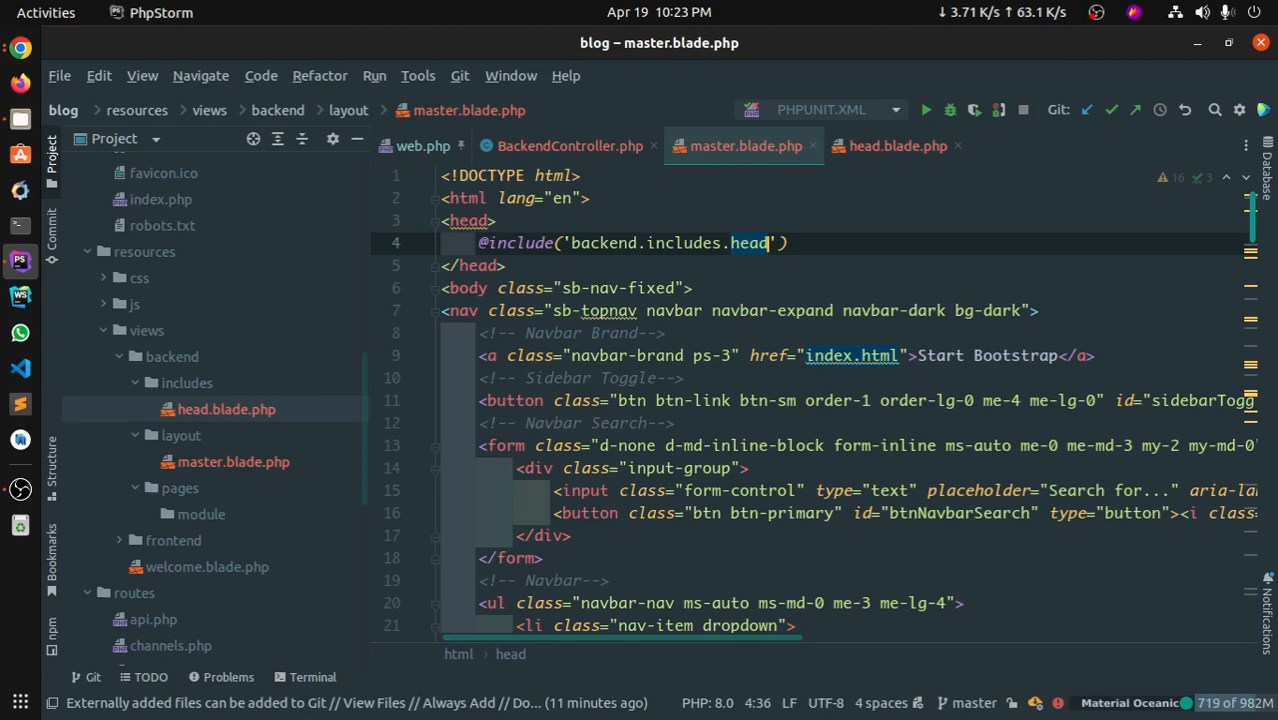 Activities PhpStorm Apr 19 10:23 PM ↓ 3.71 K/s ↑ 63.1 K/s
blog – master.blade.php
File Edit View Navigate Code Refactor Run Tools Git Window Help
blog resources views backend layout master.blade.php PHPUNIT.XML Git:
Project
web.php BackendController.php master.blade.php head.blade.php
Project
Commit
Structure
Bookmarks
npm
favicon.ico
index.php
robots.txt
resources
css
js
views
backend
includes
head.blade.php
layout
master.blade.php
pages
module
frontend
welcome.blade.php
routes
api.php
channels.php
16 3
1 <!DOCTYPE html>
2 <html lang="en">
3 <head>
4 @include('backend.includes.head')
5 </head>
6 <body class="sb-nav-fixed">
7 <nav class="sb-topnav navbar navbar-expand navbar-dark bg-dark">
8 <!-- Navbar Brand-->
9 <a class="navbar-brand ps-3" href="index.html">Start Bootstrap</a>
10 <!-- Sidebar Toggle-->
11 <button class="btn btn-link btn-sm order-1 order-lg-0 me-4 me-lg-0" id="sidebarTogg
12 <!-- Navbar Search-->
13 <form class="d-none d-md-inline-block form-inline ms-auto me-0 me-md-3 my-2 my-md-0"
14 <div class="input-group">
15 <input class="form-control" type="text" placeholder="Search for..." aria-la
16 <button class="btn btn-primary" id="btnNavbarSearch" type="button"><i class=
17 </div>
18 </form>
19 <!-- Navbar-->
20 <ul class="navbar-nav ms-auto ms-md-0 me-3 me-lg-4">
21 <li class="nav-item dropdown">
Database
Notifications
html head
Git TODO Problems Terminal
Externally added files can be added to Git // View Files // Always Add // Do... (11 minutes ago) PHP: 8.0 4:36 LF UTF-8 4 spaces master Material Oceanic 719 of 982M